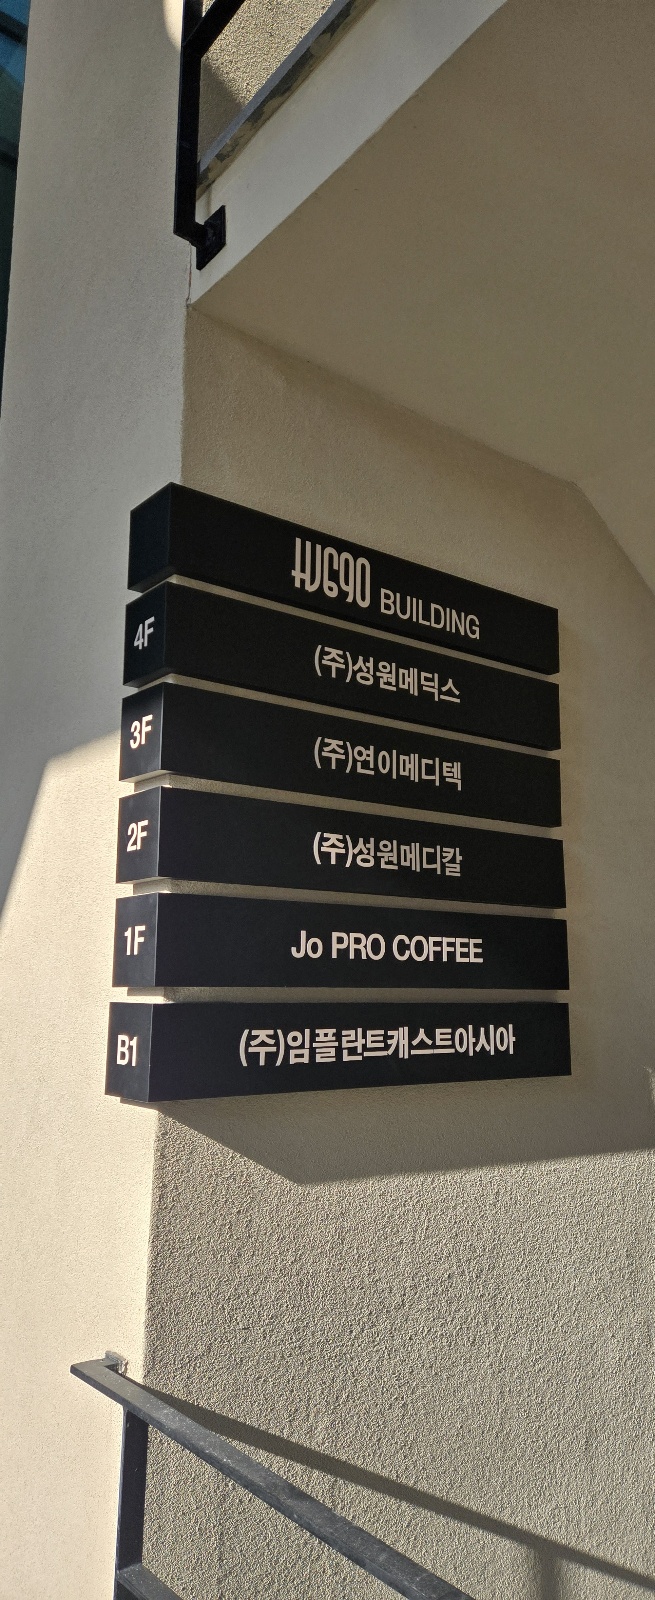 HUG90 BUILDING
4F (주)성원메딕스
3F (주)연이메디텍
2F (주)성원메디칼
1F Jo PRO COFFEE
B1 (주)임플란트캐스트아시아